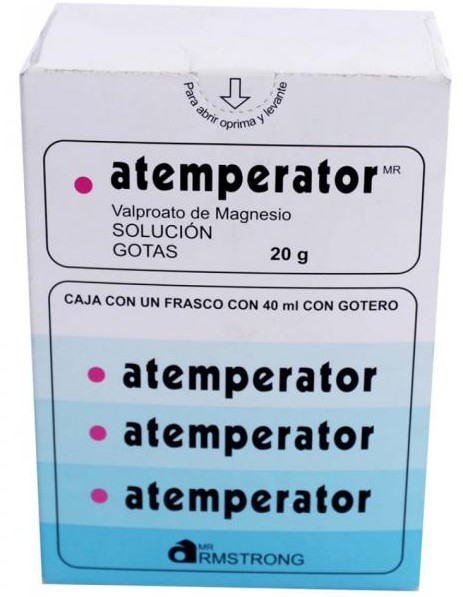 Para abrir oprima y levante
atemperator MR
Valproato de Magnesio
SOLUCIÓN
GOTAS 20 g
CAJA CON UN FRASCO CON 40 ml CON GOTERO
atemperator
atemperator
atemperator
MR
ARMSTRONG